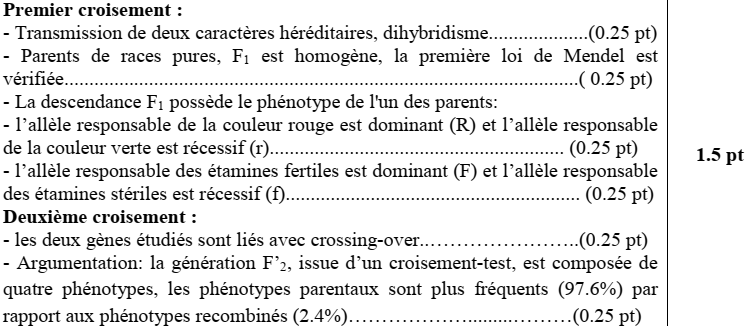 Premier croisement :
- Transmission de deux caractères héréditaires, dihybridisme....................(0.25 pt)
- Parents de races pures, F1 est homogène, la première loi de Mendel est
vérifiée.......................................................................................................( 0.25 pt)
- La descendance F1 possède le phénotype de l'un des parents:
- l’allèle responsable de la couleur rouge est dominant (R) et l’allèle responsable
de la couleur verte est récessif (r)........................................................... (0.25 pt)
- l’allèle responsable des étamines fertiles est dominant (F) et l’allèle responsable
des étamines stériles est récessif (f)........................................................... (0.25 pt)
1.5 pt
Deuxième croisement :
- les deux gènes étudiés sont liés avec crossing-over..……………………..(0.25 pt)
- Argumentation: la génération F’2, issue d’un croisement-test, est composée de
quatre phénotypes, les phénotypes parentaux sont plus fréquents (97.6%) par
rapport aux phénotypes recombinés (2.4%)………………..........………(0.25 pt)